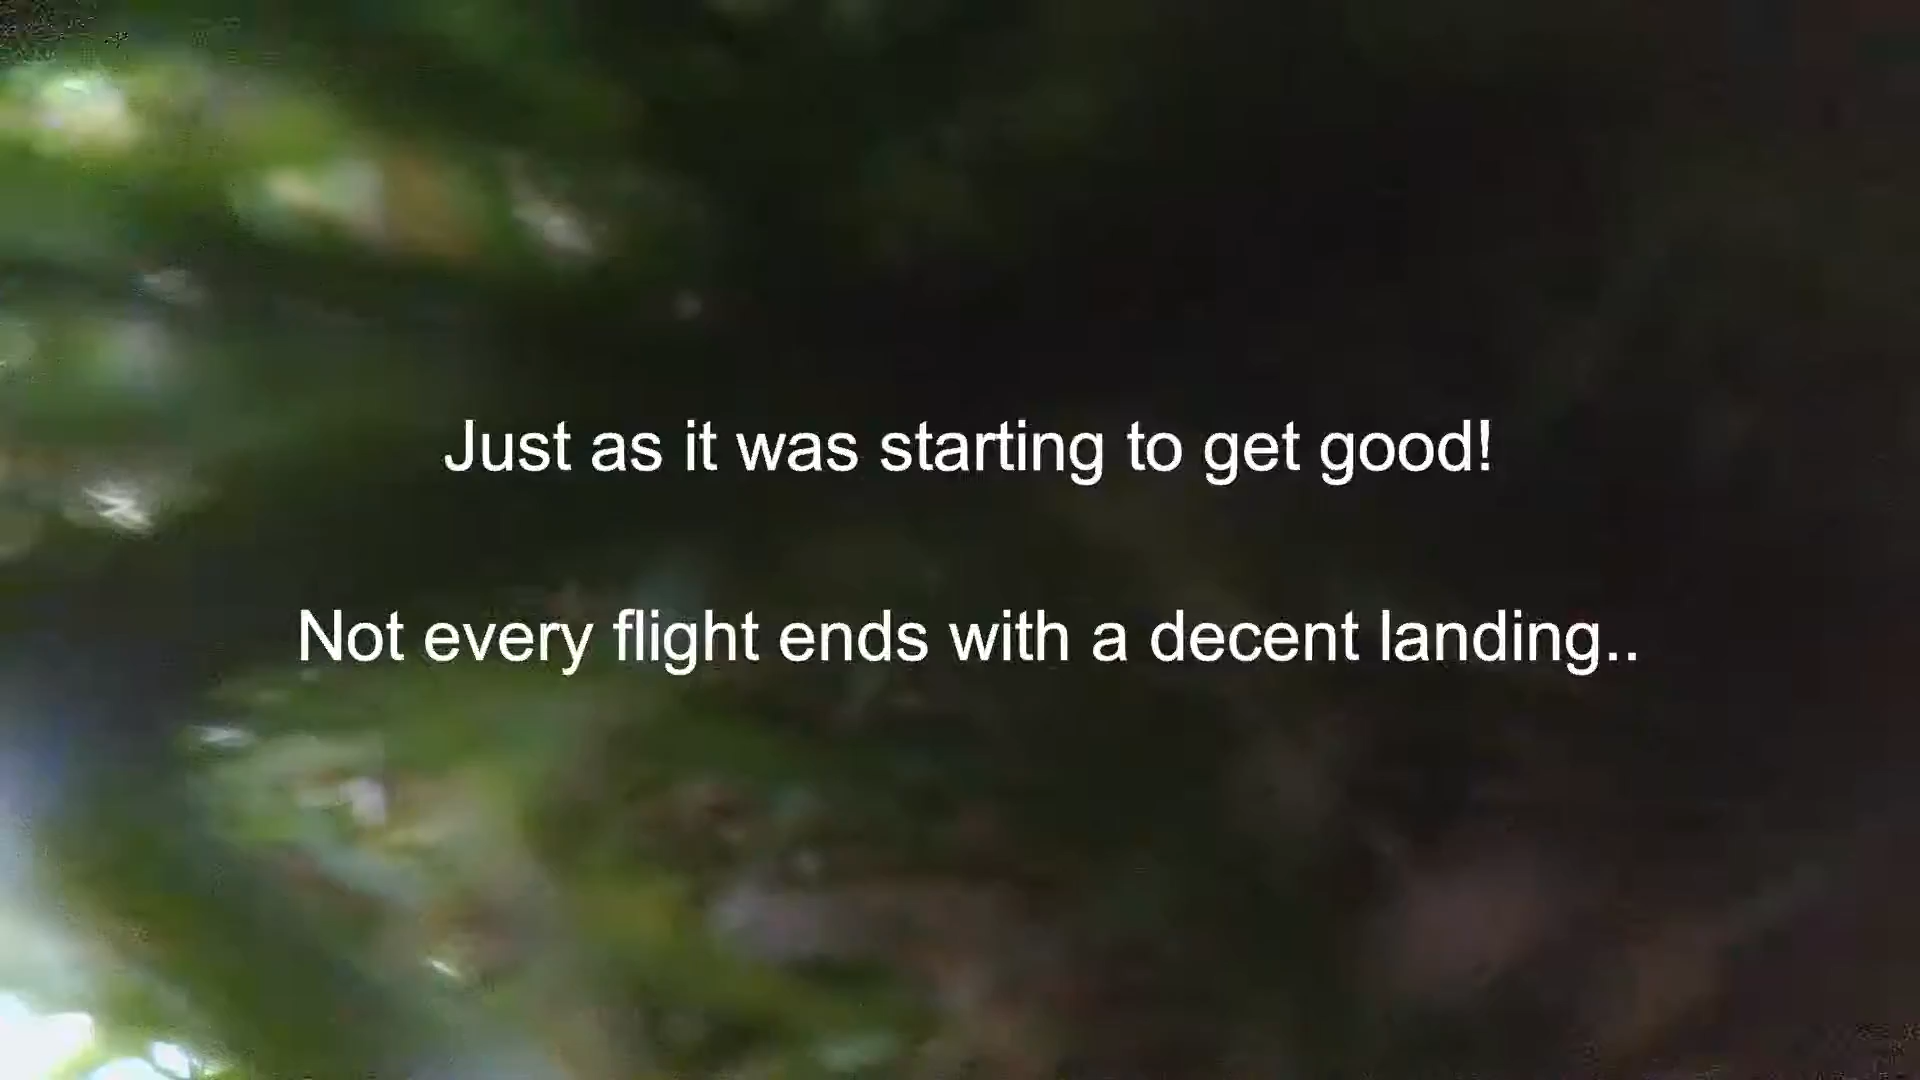 Just as it was starting to get good!
Not every flight ends with a decent landing..